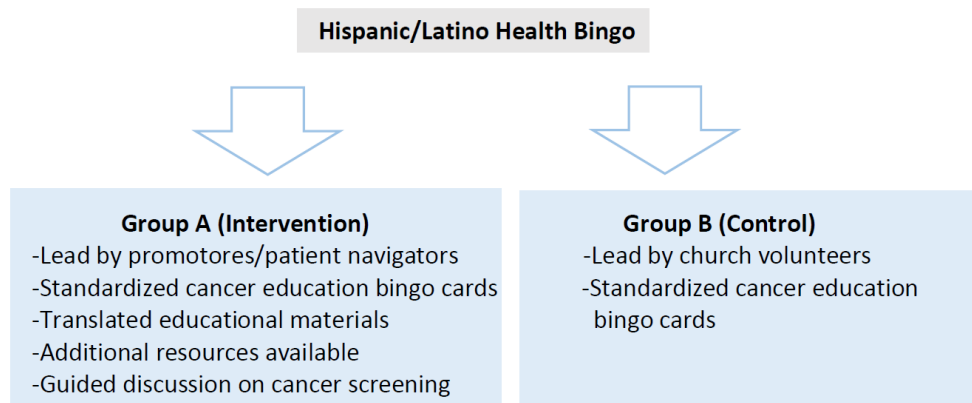 Hispanic/Latino Health Bingo
Group A (Intervention)
-Lead by promotores/patient navigators
-Standardized cancer education bingo cards
-Translated educational materials
-Additional resources available
-Guided discussion on cancer screening
Group B (Control)
-Lead by church volunteers
-Standardized cancer education
bingo cards